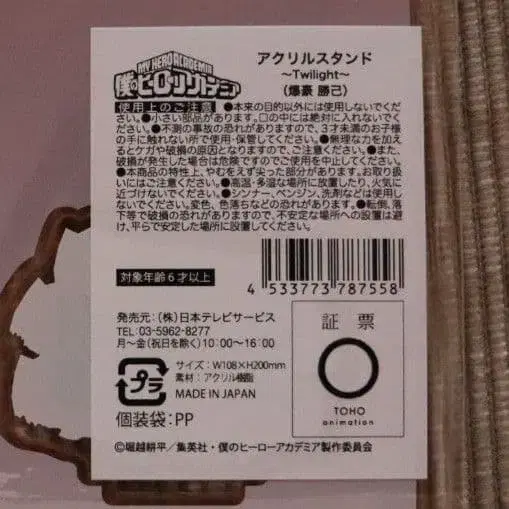 MY HERO ACADEMIA
僕のヒーローアカデミア
アクリルスタンド
～Twilight～
（爆豪 勝己）
使用上のご注意 ●本来の目的以外には使用しないでくだ
さい。●小さい部品があります。口の中には絶対に入れないでくだ
さい。●不測の事故の恐れがありますので、3才未満のお子様
の手に触れない所で使用・保管してください。●無理な力を加え
るとケガや破損の原因となりますので、ご注意ください。●また、
破損が発生した場合は危険ですのでご使用を中止してください。
●本商品の特性上、やむをえず尖った部分があります。お取り扱
いにはご注意ください。●高温・多湿な場所に放置したり、火気に
近づけないでください。●シンナー、ベンジン、洗剤などは使用し
ないでください。変色、色落ちなどの恐れがあります。●転倒、落
下等で破損の恐れがありますので、不安定な場所への設置は避
け、平らで安定した場所に設置してください。
対象年齢6才以上
4 533773 787558
発売元：（株）日本テレビサービス
TEL：03-5962-8277
月～金（祝日を除く）10：00～16：00
プラ
サイズ：W108×H200mm
素材：アクリル樹脂
MADE IN JAPAN
個装袋：PP
証 票
TOHO
animation
©堀越耕平／集英社・僕のヒーローアカデミア製作委員会